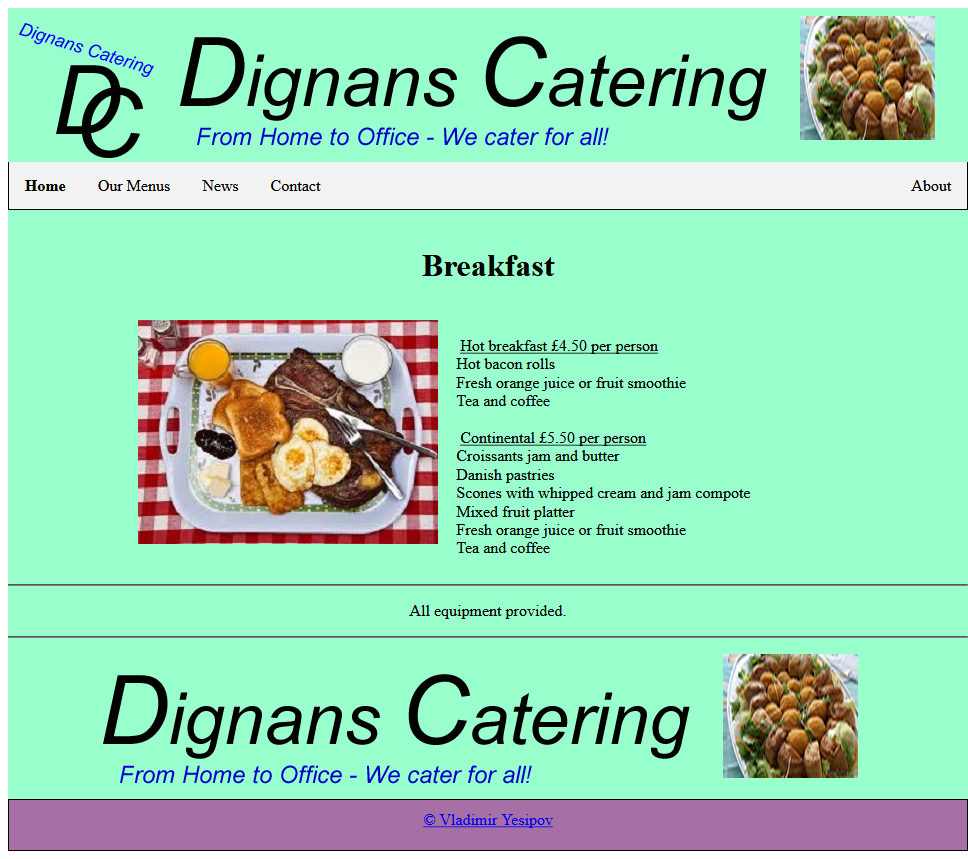 Dignans Catering
DC
Dignans Catering
From Home to Office - We cater for all!
Home Our Menus News Contact About
Breakfast
Hot breakfast £4.50 per person
Hot bacon rolls
Fresh orange juice or fruit smoothie
Tea and coffee
Continental £5.50 per person
Croissants jam and butter
Danish pastries
Scones with whipped cream and jam compote
Mixed fruit platter
Fresh orange juice or fruit smoothie
Tea and coffee
All equipment provided.
Dignans Catering
From Home to Office - We cater for all!
© Vladimir Yesipov